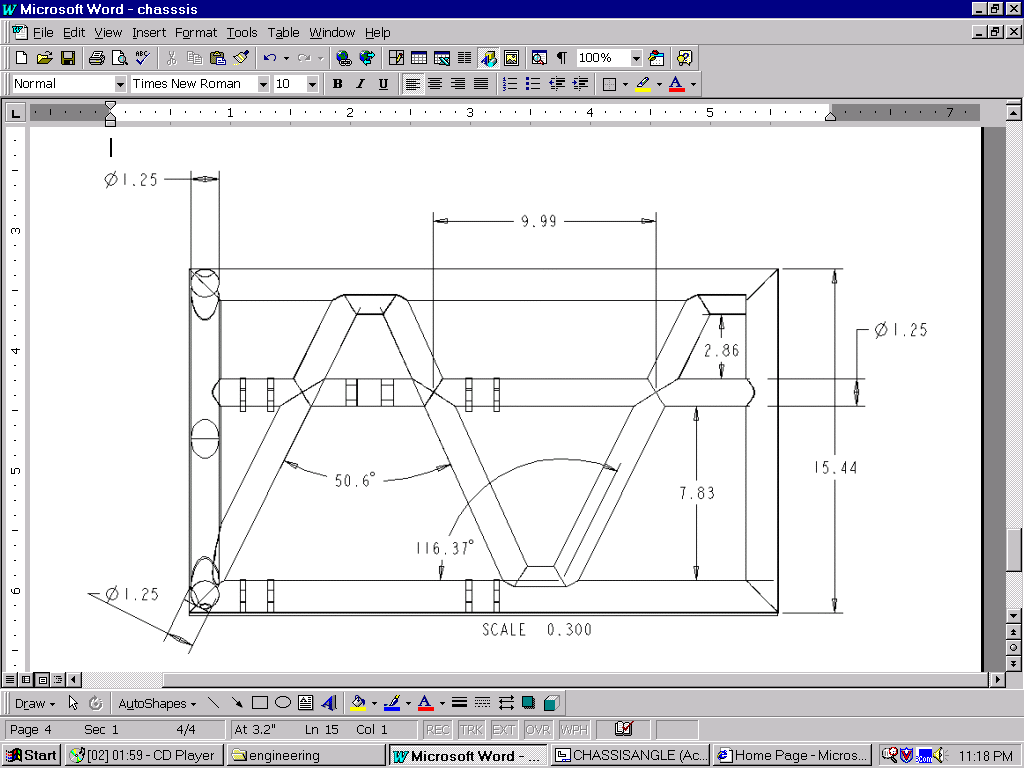 Microsoft Word - chasssis
File Edit View Insert Format Tools Table Window Help
100%
Normal Times New Roman 10 B I U
L 1 2 3 4 5 7
3
4
5
6
Ø1.25
9.99
Ø1.25
2.86
15.44
50.6°
7.83
116.37°
Ø1.25
SCALE 0.300
Draw AutoShapes
Page 4 Sec 1 4/4 At 3.2" Ln 15 Col 1 REC TRK EXT OVR WPH
Start [02] 01:59 - CD Player engineering Microsoft Word - ... CHASSISANGLE (Ac... Home Page - Micros... 11:18 PM